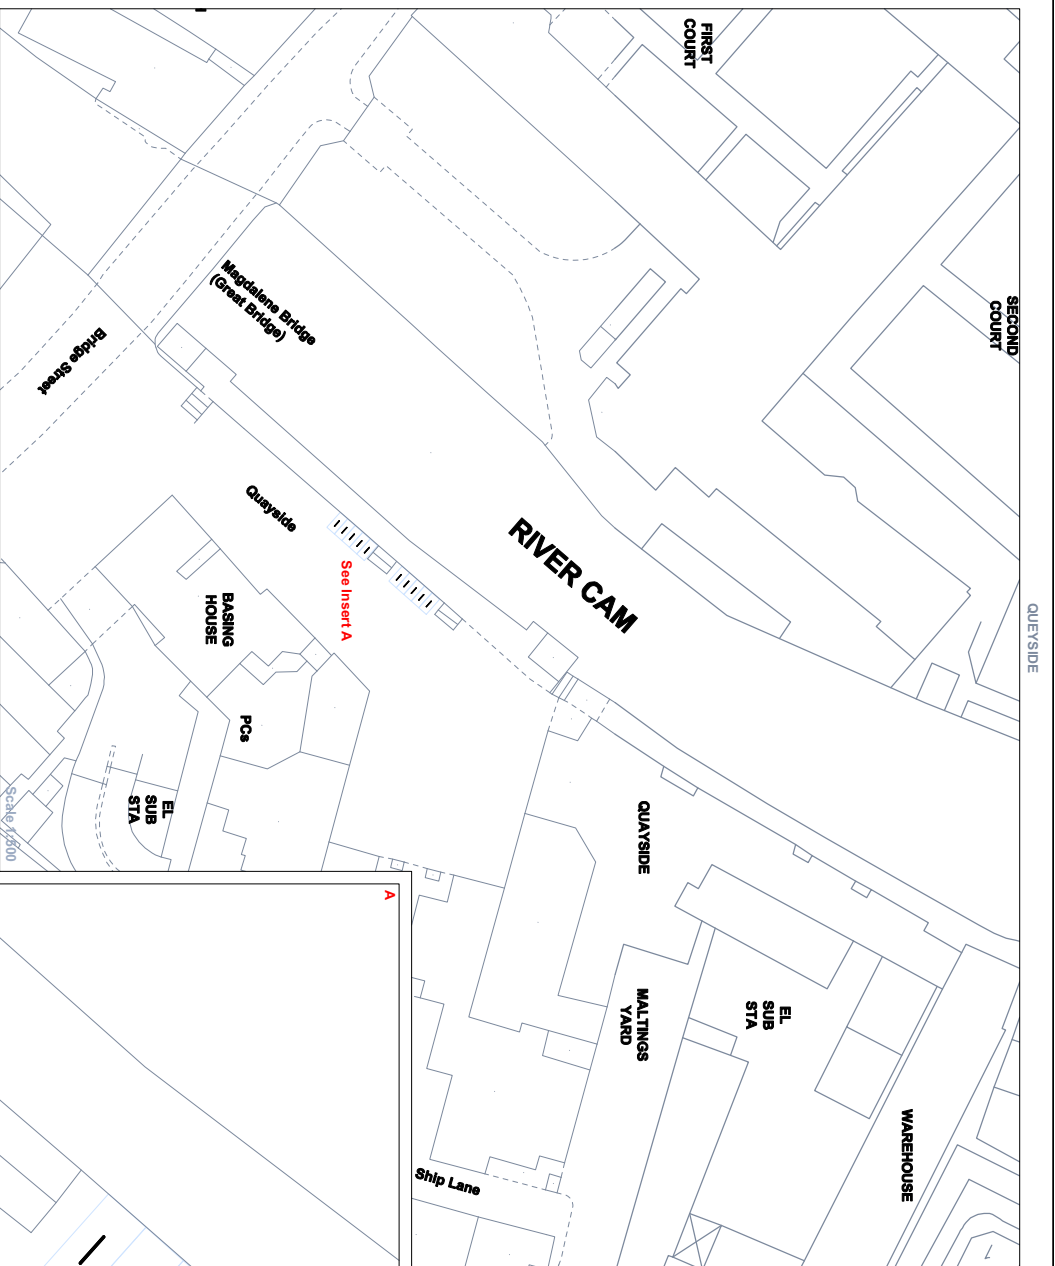 FIRST
COURT
SECOND
COURT
QUEYSIDE
Magdalene Bridge
(Great Bridge)
Bridge Street
Quayside
RIVER CAM
See Insert A
BASING
HOUSE
PCs
EL
SUB
STA
Scale 1:500
QUAYSIDE
A
MALTINGS
YARD
EL
SUB
STA
WAREHOUSE
Ship Lane